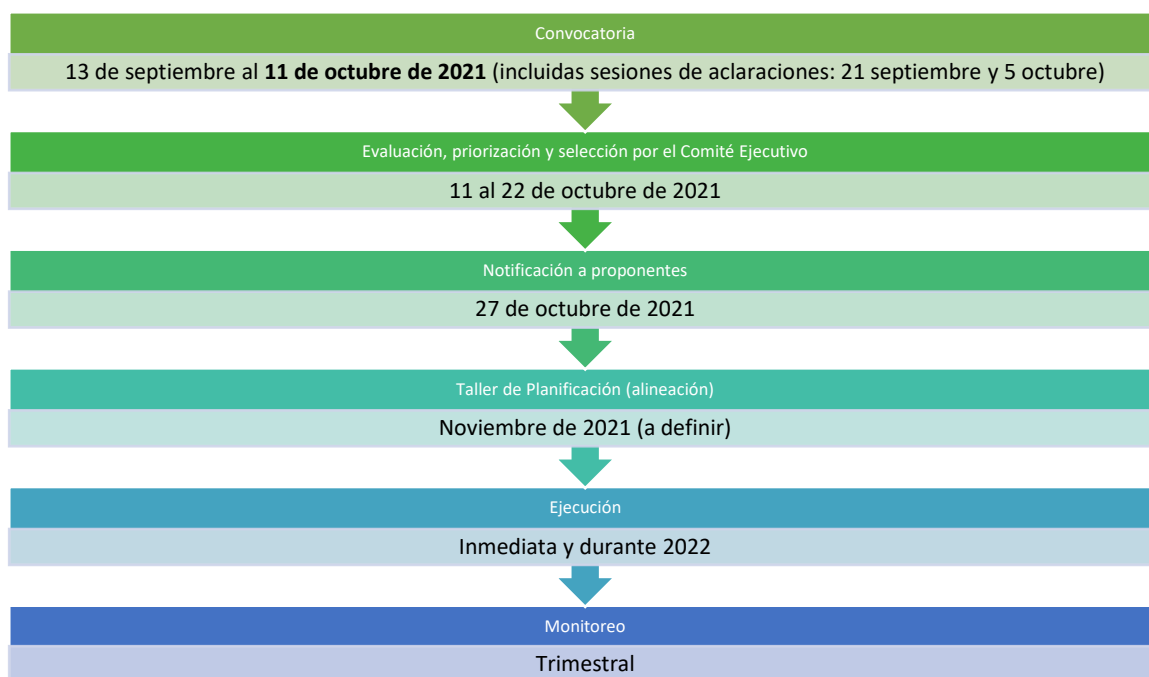 Convocatoria
13 de septiembre al 11 de octubre de 2021 (incluidas sesiones de aclaraciones: 21 septiembre y 5 octubre)
Evaluación, priorización y selección por el Comité Ejecutivo
11 al 22 de octubre de 2021
Notificación a proponentes
27 de octubre de 2021
Taller de Planificación (alineación)
Noviembre de 2021 (a definir)
Ejecución
Inmediata y durante 2022
Monitoreo
Trimestral